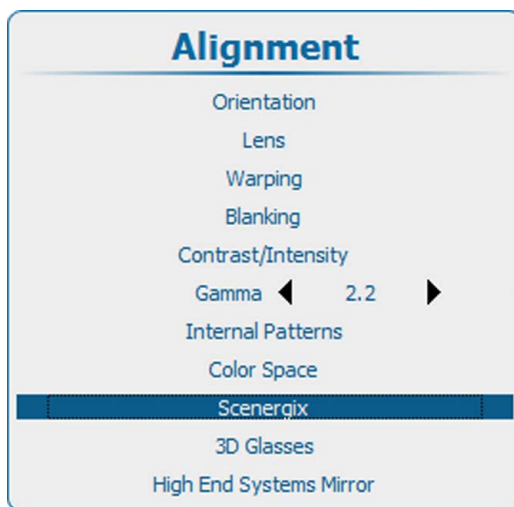 Alignment
Orientation
Lens
Warping
Blanking
Contrast/Intensity
Gamma 2.2
Internal Patterns
Color Space
Scenergix
3D Glasses
High End Systems Mirror